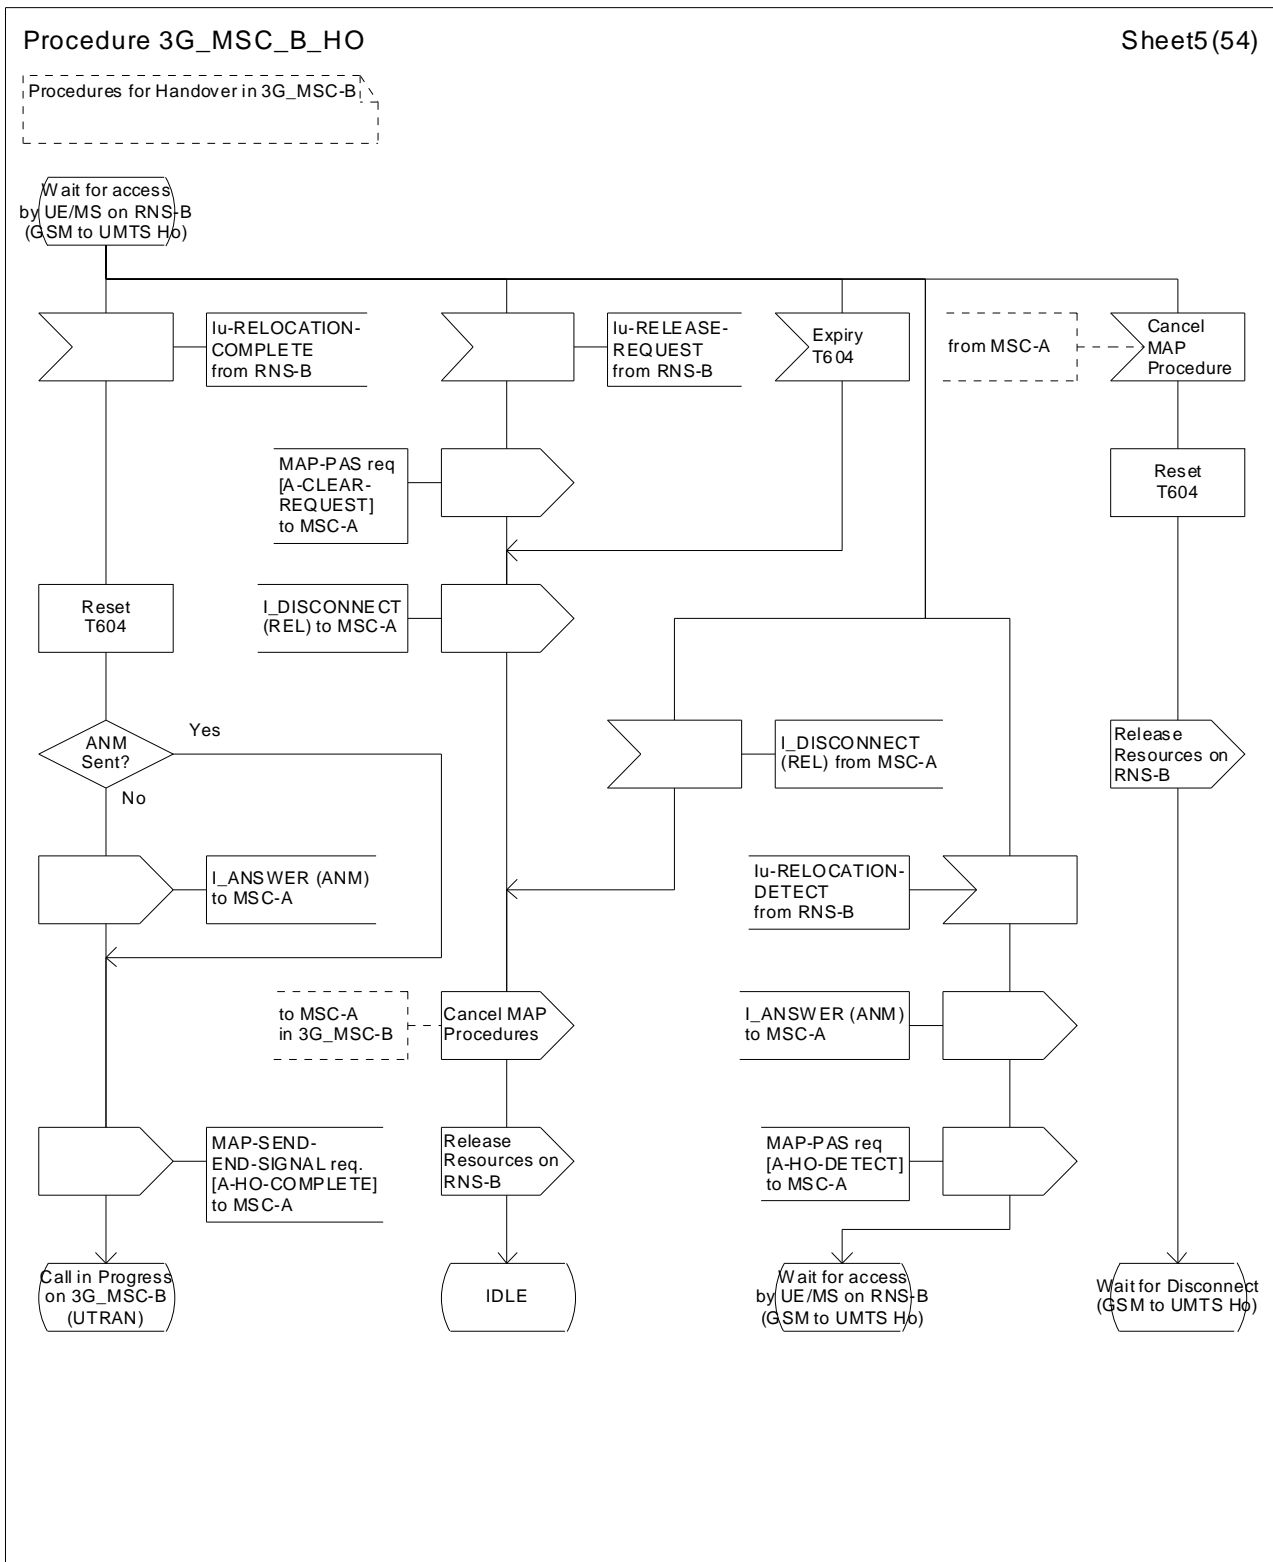 Procedure 3G_MSC_B_HO
Sheet5(54)
Procedures for Handover in 3G_MSC-B
Wait for access
by UE/MS on RNS-B
(GSM to UMTS Ho)
Iu-RELOCATION-
COMPLETE
from RNS-B
Iu-RELEASE-
REQUEST
from RNS-B
Expiry
T604
from MSC-A
Cancel
MAP
Procedure
MAP-PAS req
[A-CLEAR-
REQUEST]
to MSC-A
Reset
T604
Reset
T604
I_DISCONNECT
(REL) to MSC-A
ANM
Sent?
Yes
No
I_DISCONNECT
(REL) from MSC-A
Release
Resources on
RNS-B
I_ANSWER (ANM)
to MSC-A
Iu-RELOCATION-
DETECT
from RNS-B
to MSC-A
in 3G_MSC-B
Cancel MAP
Procedures
I_ANSWER (ANM)
to MSC-A
MAP-SEND-
END-SIGNAL req.
[A-HO-COMPLETE]
to MSC-A
Release
Resources on
RNS-B
MAP-PAS req
[A-HO-DETECT]
to MSC-A
Call in Progress
on 3G_MSC-B
(UTRAN)
IDLE
Wait for access
by UE/MS on RNS-B
(GSM to UMTS Ho)
Wait for Disconnect
(GSM to UMTS Ho)